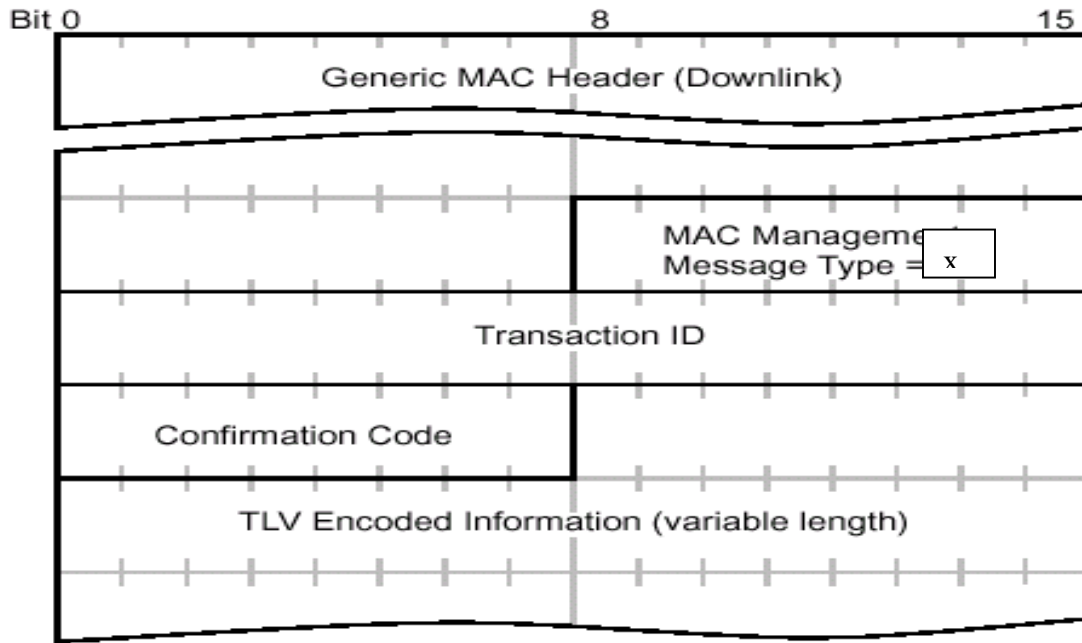 Bit 0 8 15
Generic MAC Header (Downlink)
MAC Manageme
Message Type = x
Transaction ID
Confirmation Code
TLV Encoded Information (variable length)